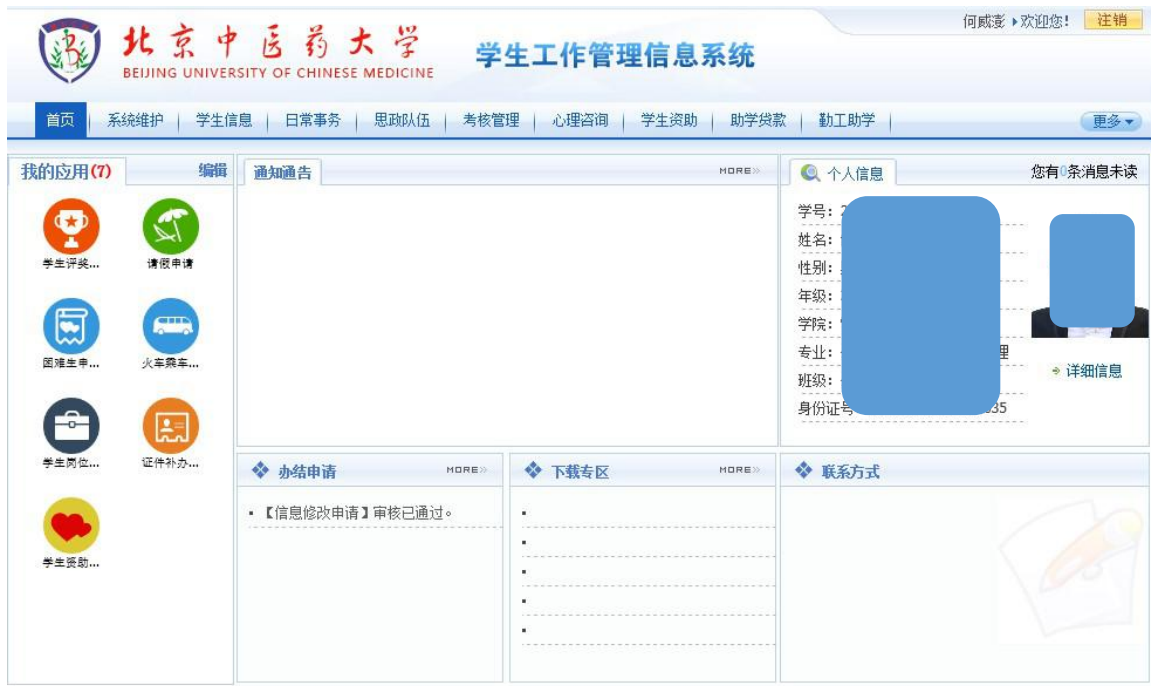 何威澎 欢迎您! 注销
北京中医药大学
BEIJING UNIVERSITY OF CHINESE MEDICINE
学生工作管理信息系统
首页 系统维护 学生信息 日常事务 思政队伍 考核管理 心理咨询 学生资助 助学贷款 勤工助学 更多
我的应用(7) 编辑
学生评奖... 请假申请
困难生申... 火车乘车...
学生岗位... 证件补办...
学生资助...
通知通告 MORE
个人信息 您有0条消息未读
学号: 2
姓名:
性别:
年级:
学院:
专业: 理
班级:
身份证号 35
详细信息
办结申请 MORE
·【信息修改申请】审核已通过。
下载专区 MORE
联系方式